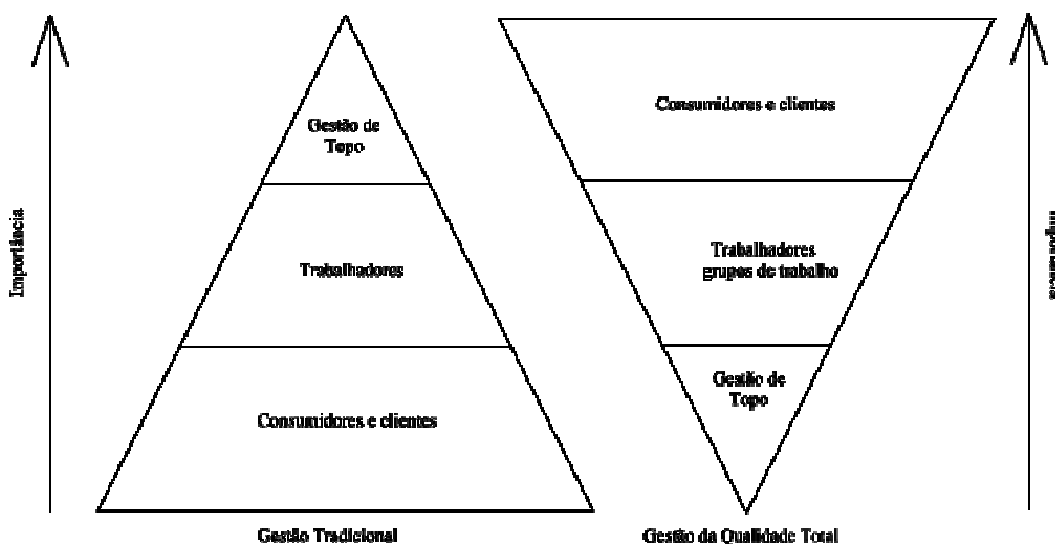 Gestão de
Topo
Trabalhadores
Consumidores e clientes
Importância
Gestão Tradicional
Consumidores e clientes
Trabalhadores
grupos de trabalho
Gestão de
Topo
Gestão da Qualidade Total